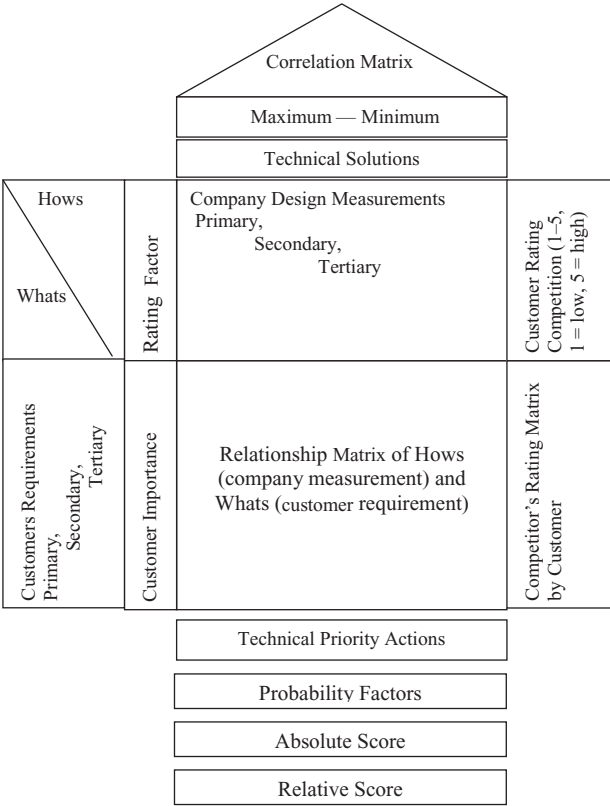 Correlation Matrix
Maximum — Minimum
Technical Solutions
Hows
Whats
Rating Factor
Company Design Measurements
Primary,
Secondary,
Tertiary
Customer Rating
Competition (1–5,
1 = low, 5 = high)
Customers Requirements
Primary,
Secondary,
Tertiary
Customer Importance
Relationship Matrix of Hows
(company measurement) and
Whats (customer requirement)
Competitor’s Rating Matrix
by Customer
Technical Priority Actions
Probability Factors
Absolute Score
Relative Score